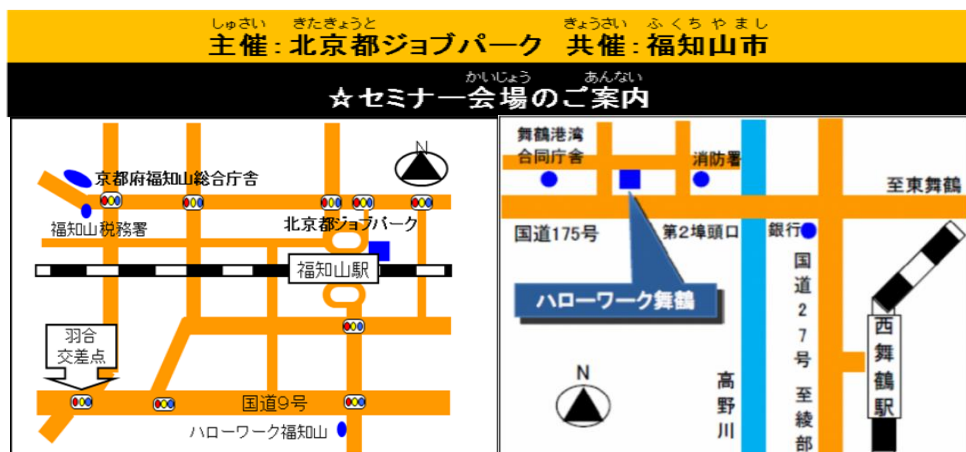 しゅさい きたきょうと きょうさい ふくちやまし
主催：北京都ジョブパーク 共催：福知山市
かいじょう あんない
☆セミナー会場のご案内
N
京都府福知山総合庁舎
福知山税務署
北京都ジョブパーク
福知山駅
羽合
交差点
国道9号
ハローワーク福知山
舞鶴港湾
合同庁舎
消防署
至東舞鶴
国道175号
第2埠頭口
銀行
ハローワーク舞鶴
国道27号 至綾部
西舞鶴駅
高野川
N